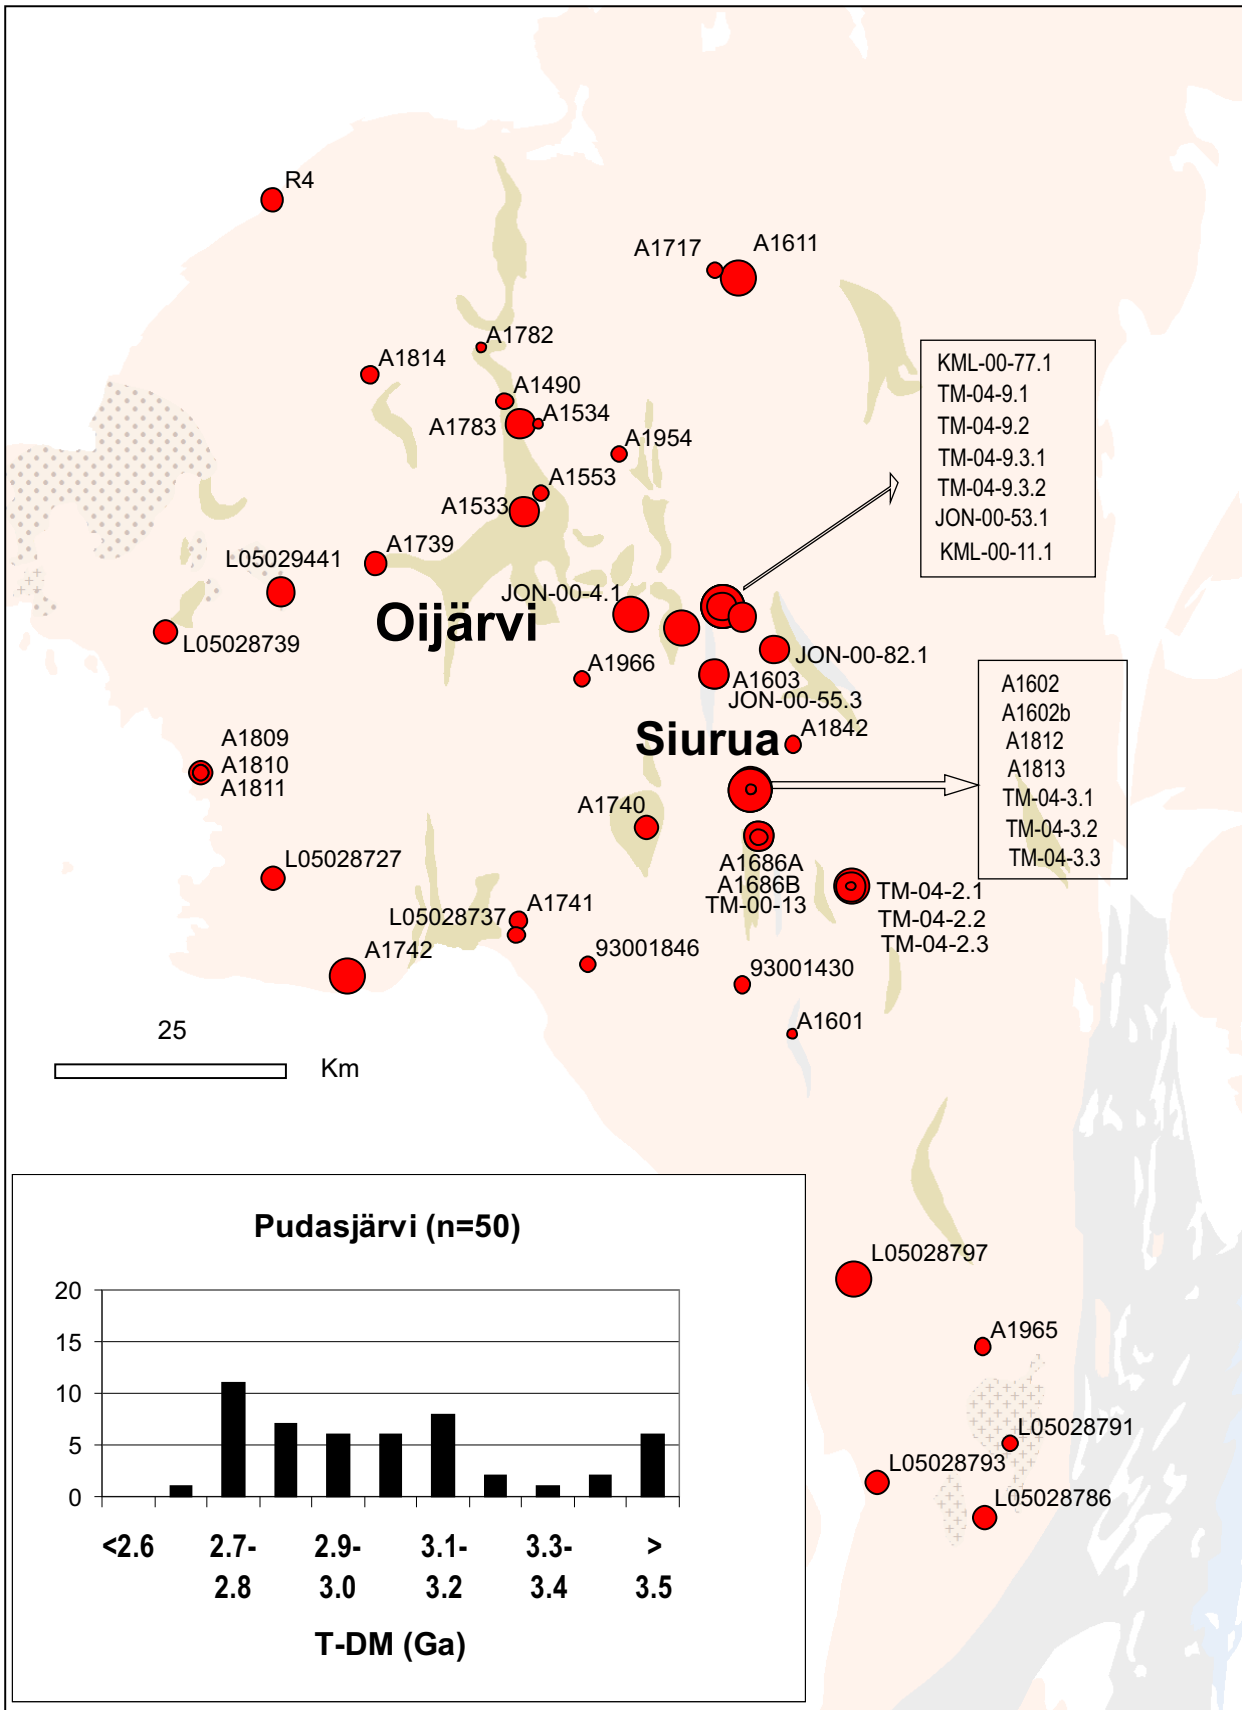 R4
A1717
A1611
A1782
A1814
A1490
A1534
A1783
A1954
A1553
A1533
A1739
L05029441
JON-00-4.1
Oijärvi
L05028739
JON-00-82.1
A1966
A1603
JON-00-55.3
Siurua
A1842
A1809
A1810
A1811
A1740
A1686A
A1686B
TM-00-13
L05028727
TM-04-2.1
TM-04-2.2
TM-04-2.3
A1741
L05028737
A1742
93001846
93001430
A1601
KML-00-77.1
TM-04-9.1
TM-04-9.2
TM-04-9.3.1
TM-04-9.3.2
JON-00-53.1
KML-00-11.1
A1602
A1602b
A1812
A1813
TM-04-3.1
TM-04-3.2
TM-04-3.3
25
Km
Pudasjärvi (n=50)
20
15
10
5
0
<2.6 2.7- 2.9- 3.1- 3.3- >
2.8 3.0 3.2 3.4 3.5
T-DM (Ga)
L05028797
A1965
L05028791
L05028793
L05028786